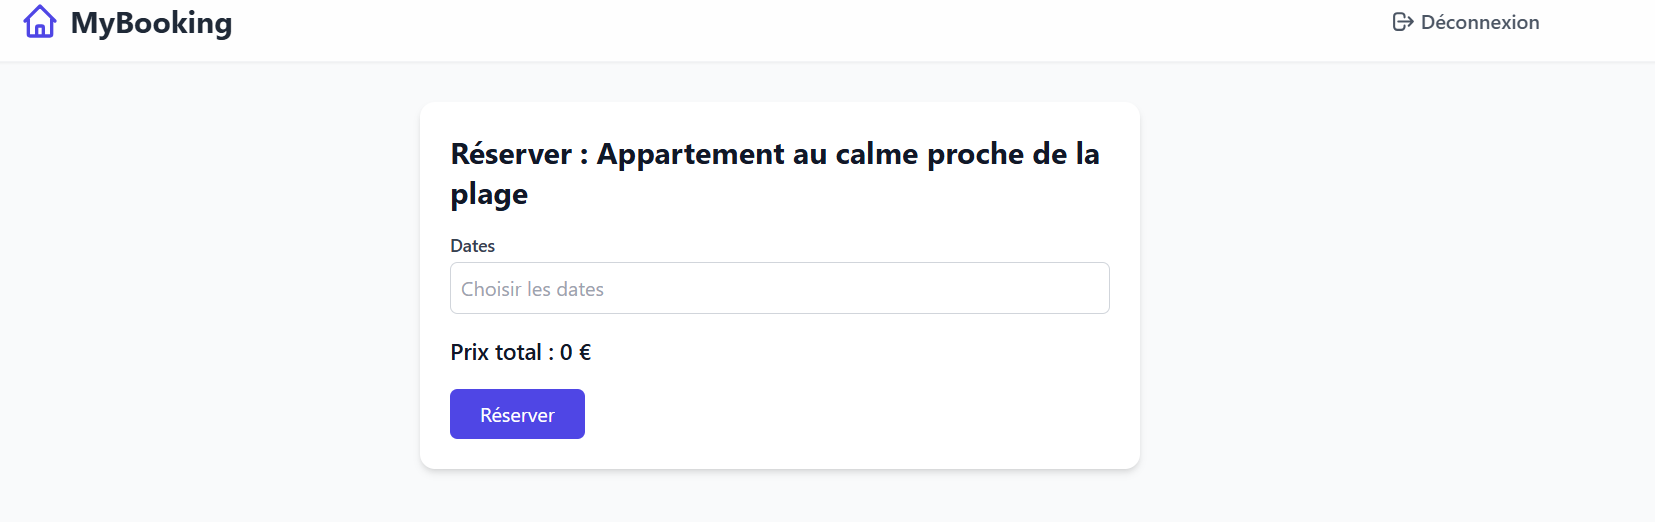 MyBooking
Déconnexion
Réserver : Appartement au calme proche de la
plage
Dates
Choisir les dates
Prix total : 0 €
Réserver